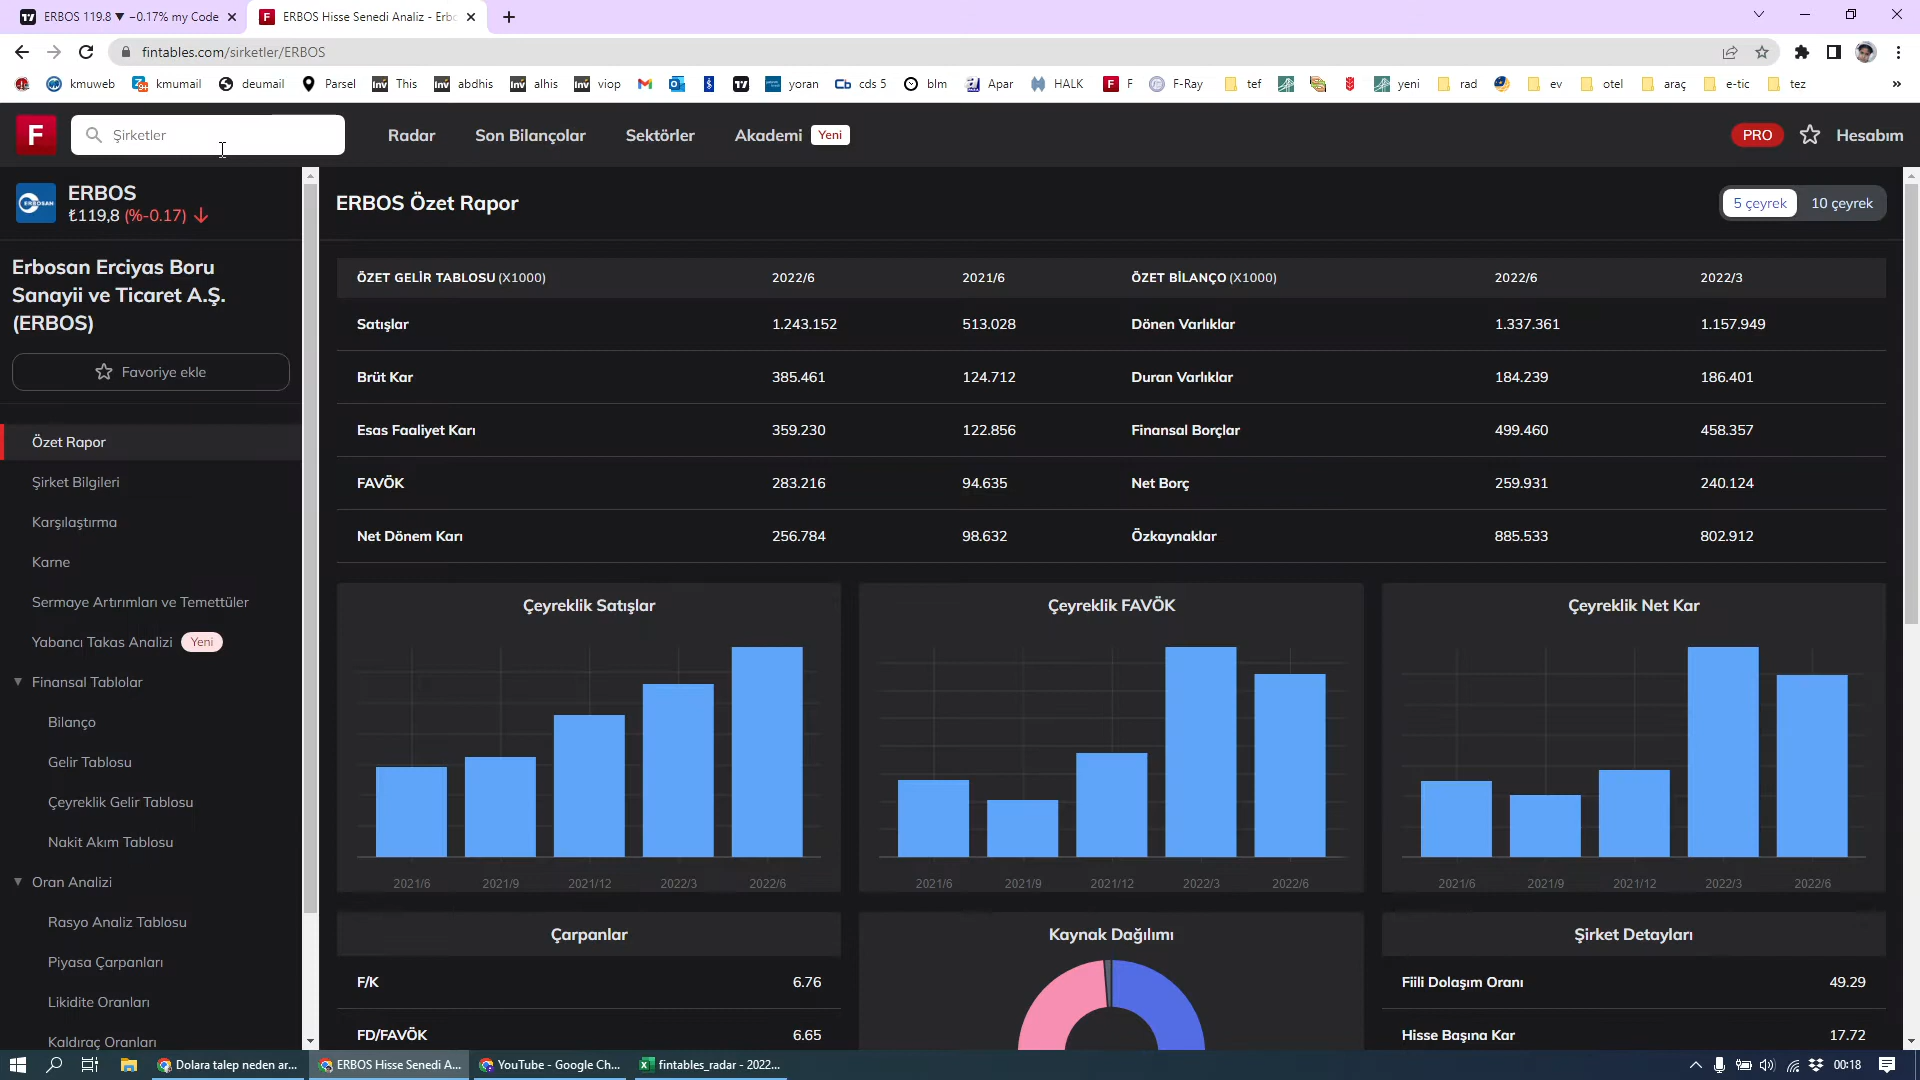 ERBOS 119.8 ▼ −0.17% my Code
ERBOS Hisse Senedi Analiz - Erbo
fintables.com/sirketler/ERBOS
kmuweb
kmumail
deumail
Parsel
This
abdhis
alhis
viop
yoran
cds 5
blm
Apar
HALK
F
F-Ray
tef
yeni
rad
ev
otel
araç
e-tic
tez
F
Şirketler
Radar
Son Bilançolar
Sektörler
Akademi
Yeni
PRO
Hesabım
ERBOS
₺119,8 (%-0.17)
Erbosan Erciyas Boru
Sanayii ve Ticaret A.Ş.
(ERBOS)
Favoriye ekle
Özet Rapor
Şirket Bilgileri
Karşılaştırma
Karne
Sermaye Artırımları ve Temettüler
Yabancı Takas Analizi Yeni
Finansal Tablolar
Bilanço
Gelir Tablosu
Çeyreklik Gelir Tablosu
Nakit Akım Tablosu
Oran Analizi
Rasyo Analiz Tablosu
Piyasa Çarpanları
Likidite Oranları
Kaldıraç Oranları
ERBOS Özet Rapor
5 çeyrek 10 çeyrek
ÖZET GELİR TABLOSU (X1000) 2022/6 2021/6 ÖZET BİLANÇO (X1000) 2022/6 2022/3
Satışlar 1.243.152 513.028 Dönen Varlıklar 1.337.361 1.157.949
Brüt Kar 385.461 124.712 Duran Varlıklar 184.239 186.401
Esas Faaliyet Karı 359.230 122.856 Finansal Borçlar 499.460 458.357
FAVÖK 283.216 94.635 Net Borç 259.931 240.124
Net Dönem Karı 256.784 98.632 Özkaynaklar 885.533 802.912
Çeyreklik Satışlar
2021/6 2021/9 2021/12 2022/3 2022/6
Çeyreklik FAVÖK
2021/6 2021/9 2021/12 2022/3 2022/6
Çeyreklik Net Kar
2021/6 2021/9 2021/12 2022/3 2022/6
Çarpanlar
F/K 6.76
FD/FAVÖK 6.65
Kaynak Dağılımı
Şirket Detayları
Fiili Dolaşım Oranı 49.29
Hisse Başına Kar 17.72
Dolara talep neden ar...
ERBOS Hisse Senedi A...
YouTube - Google Ch...
fintables_radar - 2022...
00:18